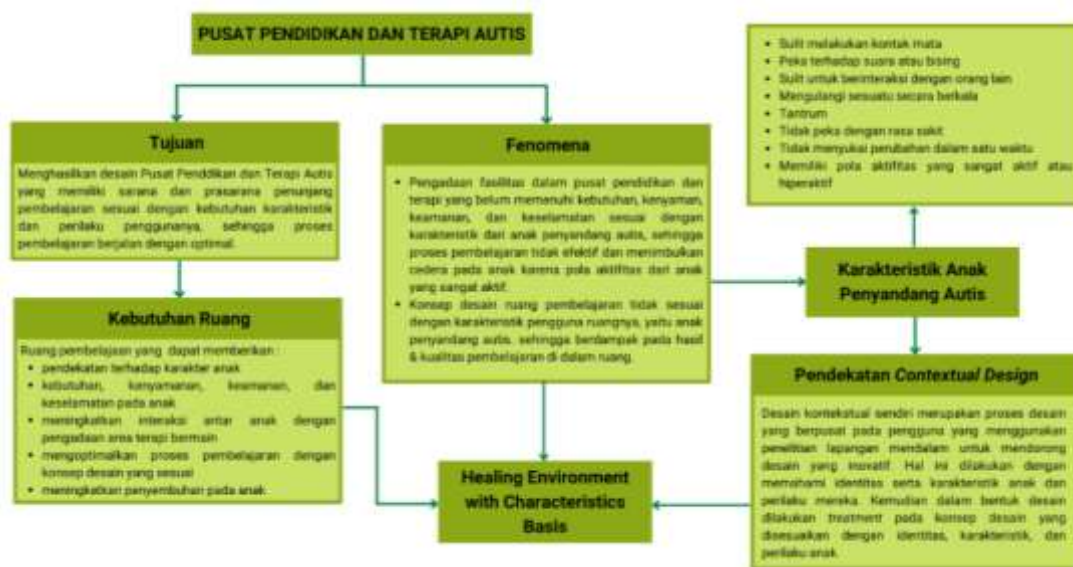 PUSAT PENDIDIKAN DAN TERAPI AUTIS
Tujuan
Menghasilkan desain Pusat Penddikan dan Terapi Autis
yang memiliki sarana dan prasarana penunjang
pembelajaran sesuai dengan kebutuhan karakteristik
dan perilaku penggunanya, sehingga proses
pembelajaran berjalan dengan optimal.
Kebutuhan Ruang
Ruang pembelajaan yang dapat memberikan
• pendekatan terhadap karakter anak
• kebutuhan, kenyamanan, keamanan, dan
keselamatan pada anak
• meningkatkan interaksi antar anak dengan
pengadaan area terapi bermain
• mengoptimalkan proses pembelajaran dengan
konsep desain yang sesuai
• meningkatkan penyembuhan pada anak
Fenomena
• Pengadaan fasilitas dalam pusat pendidikan dan
terapi yang belum memenuhi kebutuhan, kenyaman,
keamanan, dan keselamatan sesuai dengan
karakteristik dari anak penyandang autis, sehingga
proses pembelajaran tidak efektif dan menimbulkan
cedera pada anak karena pola aktifitas dari anak
yang sangat aktif.
• Konsep desain ruang pembelajaran tidak sesuai
dengan karakteristik pengguna ruangnya, yaitu anak
penyandang autis. sehingga berdampak pada hasil
& kualitas pembelajaran di dalam ruang.
Healing Environment
with Characteristics
Basis
• Sulit melakukan kontak mata
• Peka terhadap suara atau bising
• Sulit untuk berinteraksi dengan orang lain
• Mengulangi sesuatu secara berkala
• Tantrum
• Tidak peka dengan rasa sakit
• Tidak menyukai perubahan dalam satu waktu
• Memiliki pola aktifitas yang sangat aktif atau
hiperaktif
Karakteristik Anak
Penyandang Autis
Pendekatan Contextual Design
Desain kontekstual sendiri merupakan proses desain
yang berpusat pada pengguna yang menggunakan
penelitian lapangan mendalam untuk mendorong
desain yang inovatif. Hal ini dilakukan dengan
memahami identitas serta karakteristik anak dan
perilaku mereka. Kemudian dalam bentuk desain
dilakukan treatment pada konsep desain yang
disesuaikan dengan identitas, karakteristik, dan
perilaku anak.